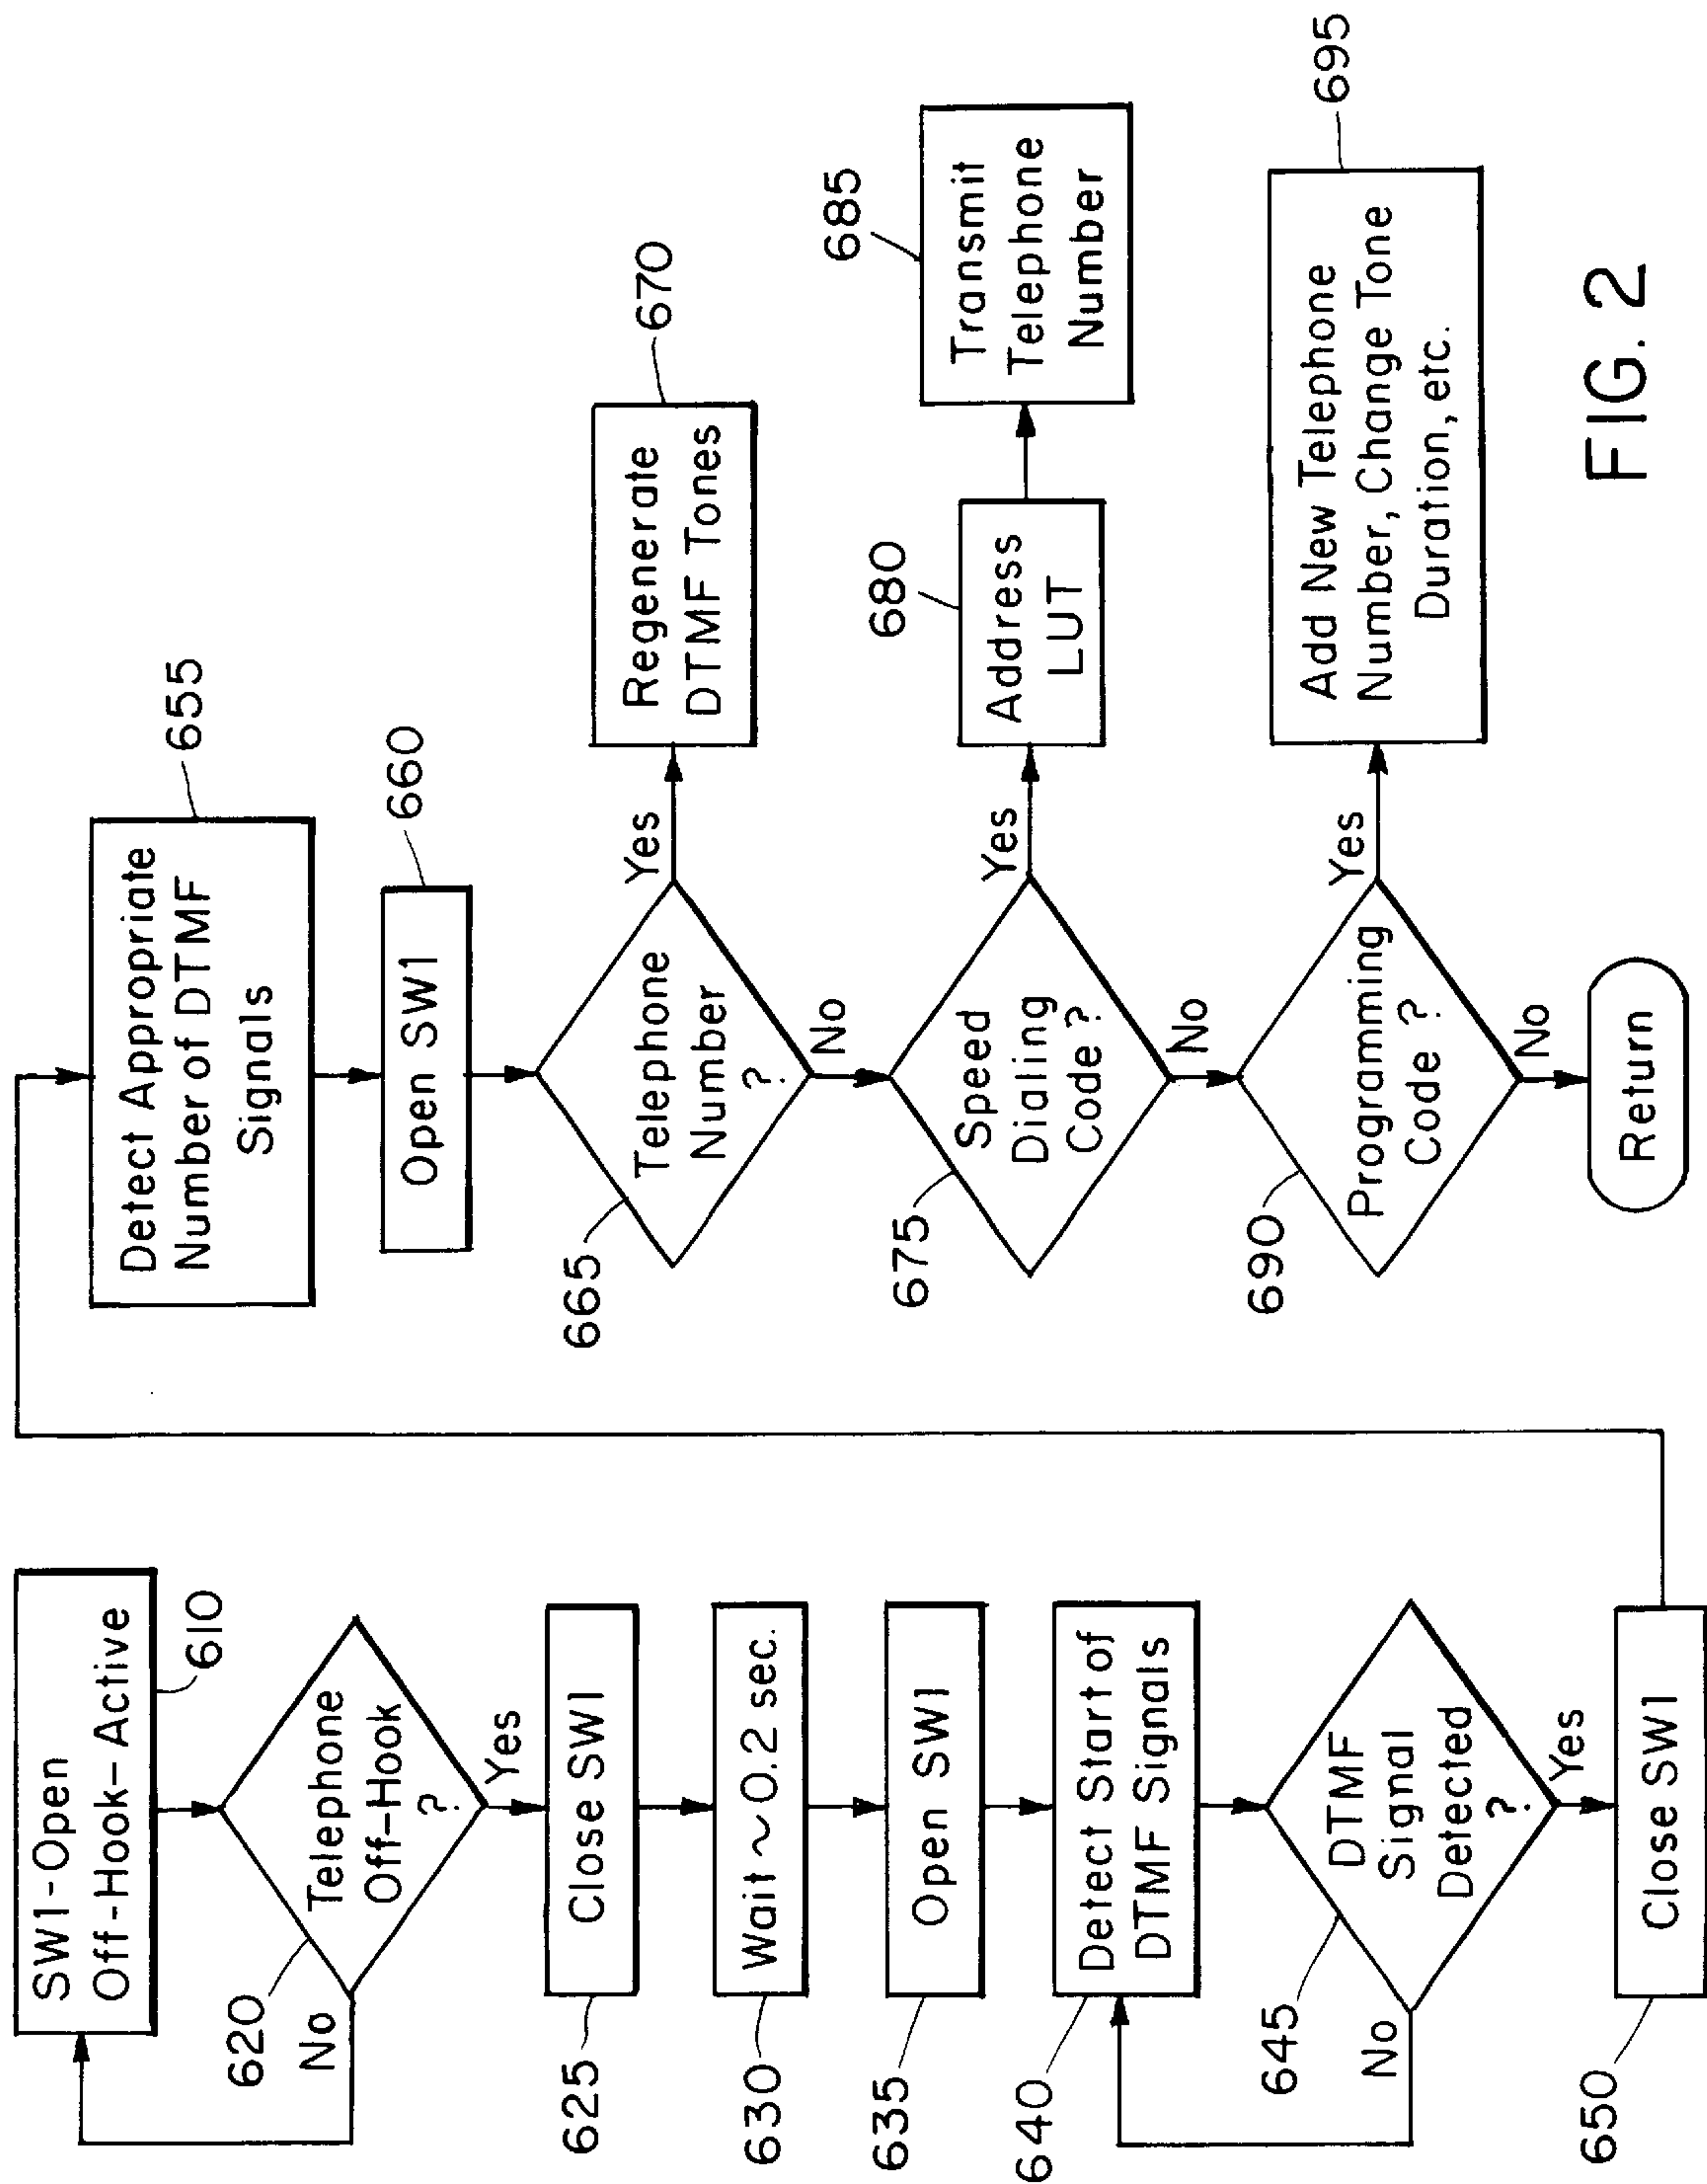 SW1-Open
Off-Hook-Active
610
Telephone
Off-Hook
?
620
No
Yes
Close SW1
625
Wait ~ 0.2 sec.
630
Open SW1
635
Detect Start of
DTMF Signals
640
DTMF
Signal
Detected
?
645
No
Yes
Close SW1
650
Detect Appropriate
Number of DTMF
Signals
655
Open SW1
660
Telephone
Number
?
665
Yes
Regenerate
DTMF Tones
670
No
Speed
Dialing
Code ?
675
Yes
Address
LUT
680
Transmit
Telephone
Number
685
No
Programming
Code ?
690
Yes
Add New Telephone
Number, Change Tone
Duration, etc.
695
No
Return
FIG. 2